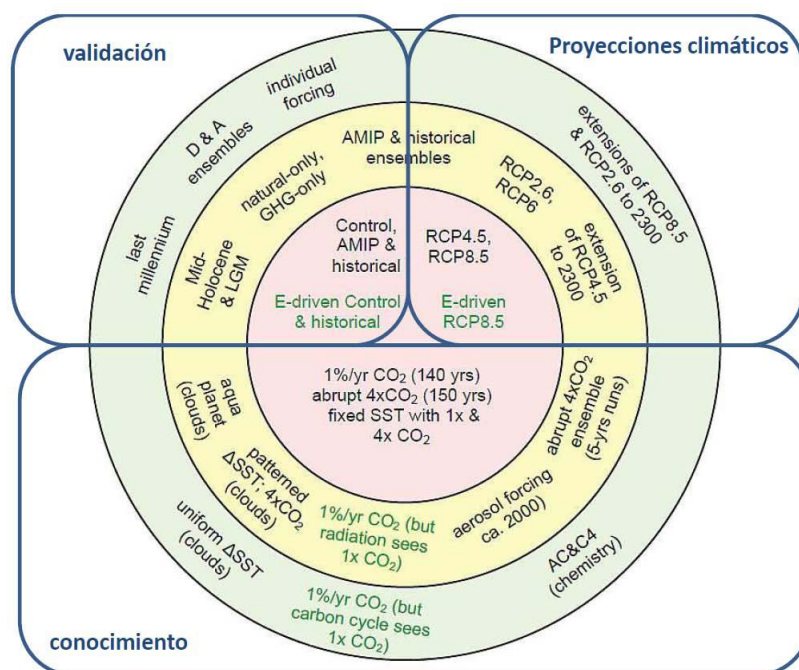 validación
Proyecciones climáticos
individual
forcing
D & A
ensembles
last
millennium
extensions of RCP8.5
& RCP2.6 to 2300
AMIP & historical
ensembles
natural-only,
GHG-only
Mid-
Holocene
& LGM
RCP2.6,
RCP6
extension
of RCP4.5
to 2300
Control,
AMIP &
historical
RCP4.5,
RCP8.5
E-driven Control
& historical
E-driven
RCP8.5
1%/yr CO₂ (140 yrs)
abrupt 4xCO₂ (150 yrs)
fixed SST with 1x &
4x CO₂
aqua
planet
(clouds)
patterned
ΔSST; 4xCO₂
(clouds)
1%/yr CO₂ (but
radiation sees
1x CO₂)
aerosol forcing
ca. 2000)
abrupt 4xCO₂
ensemble
(5-yrs runs)
uniform ΔSST
(clouds)
1%/yr CO₂ (but
carbon cycle sees
1x CO₂)
AC&C4
(chemistry)
conocimiento